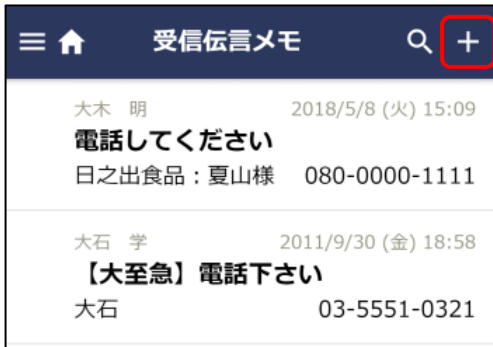 受信伝言メモ
大木 明 2018/5/8 (火) 15:09
電話してください
日之出食品：夏山様 080-0000-1111
大石 学 2011/9/30 (金) 18:58
【大至急】電話下さい
大石 03-5551-0321